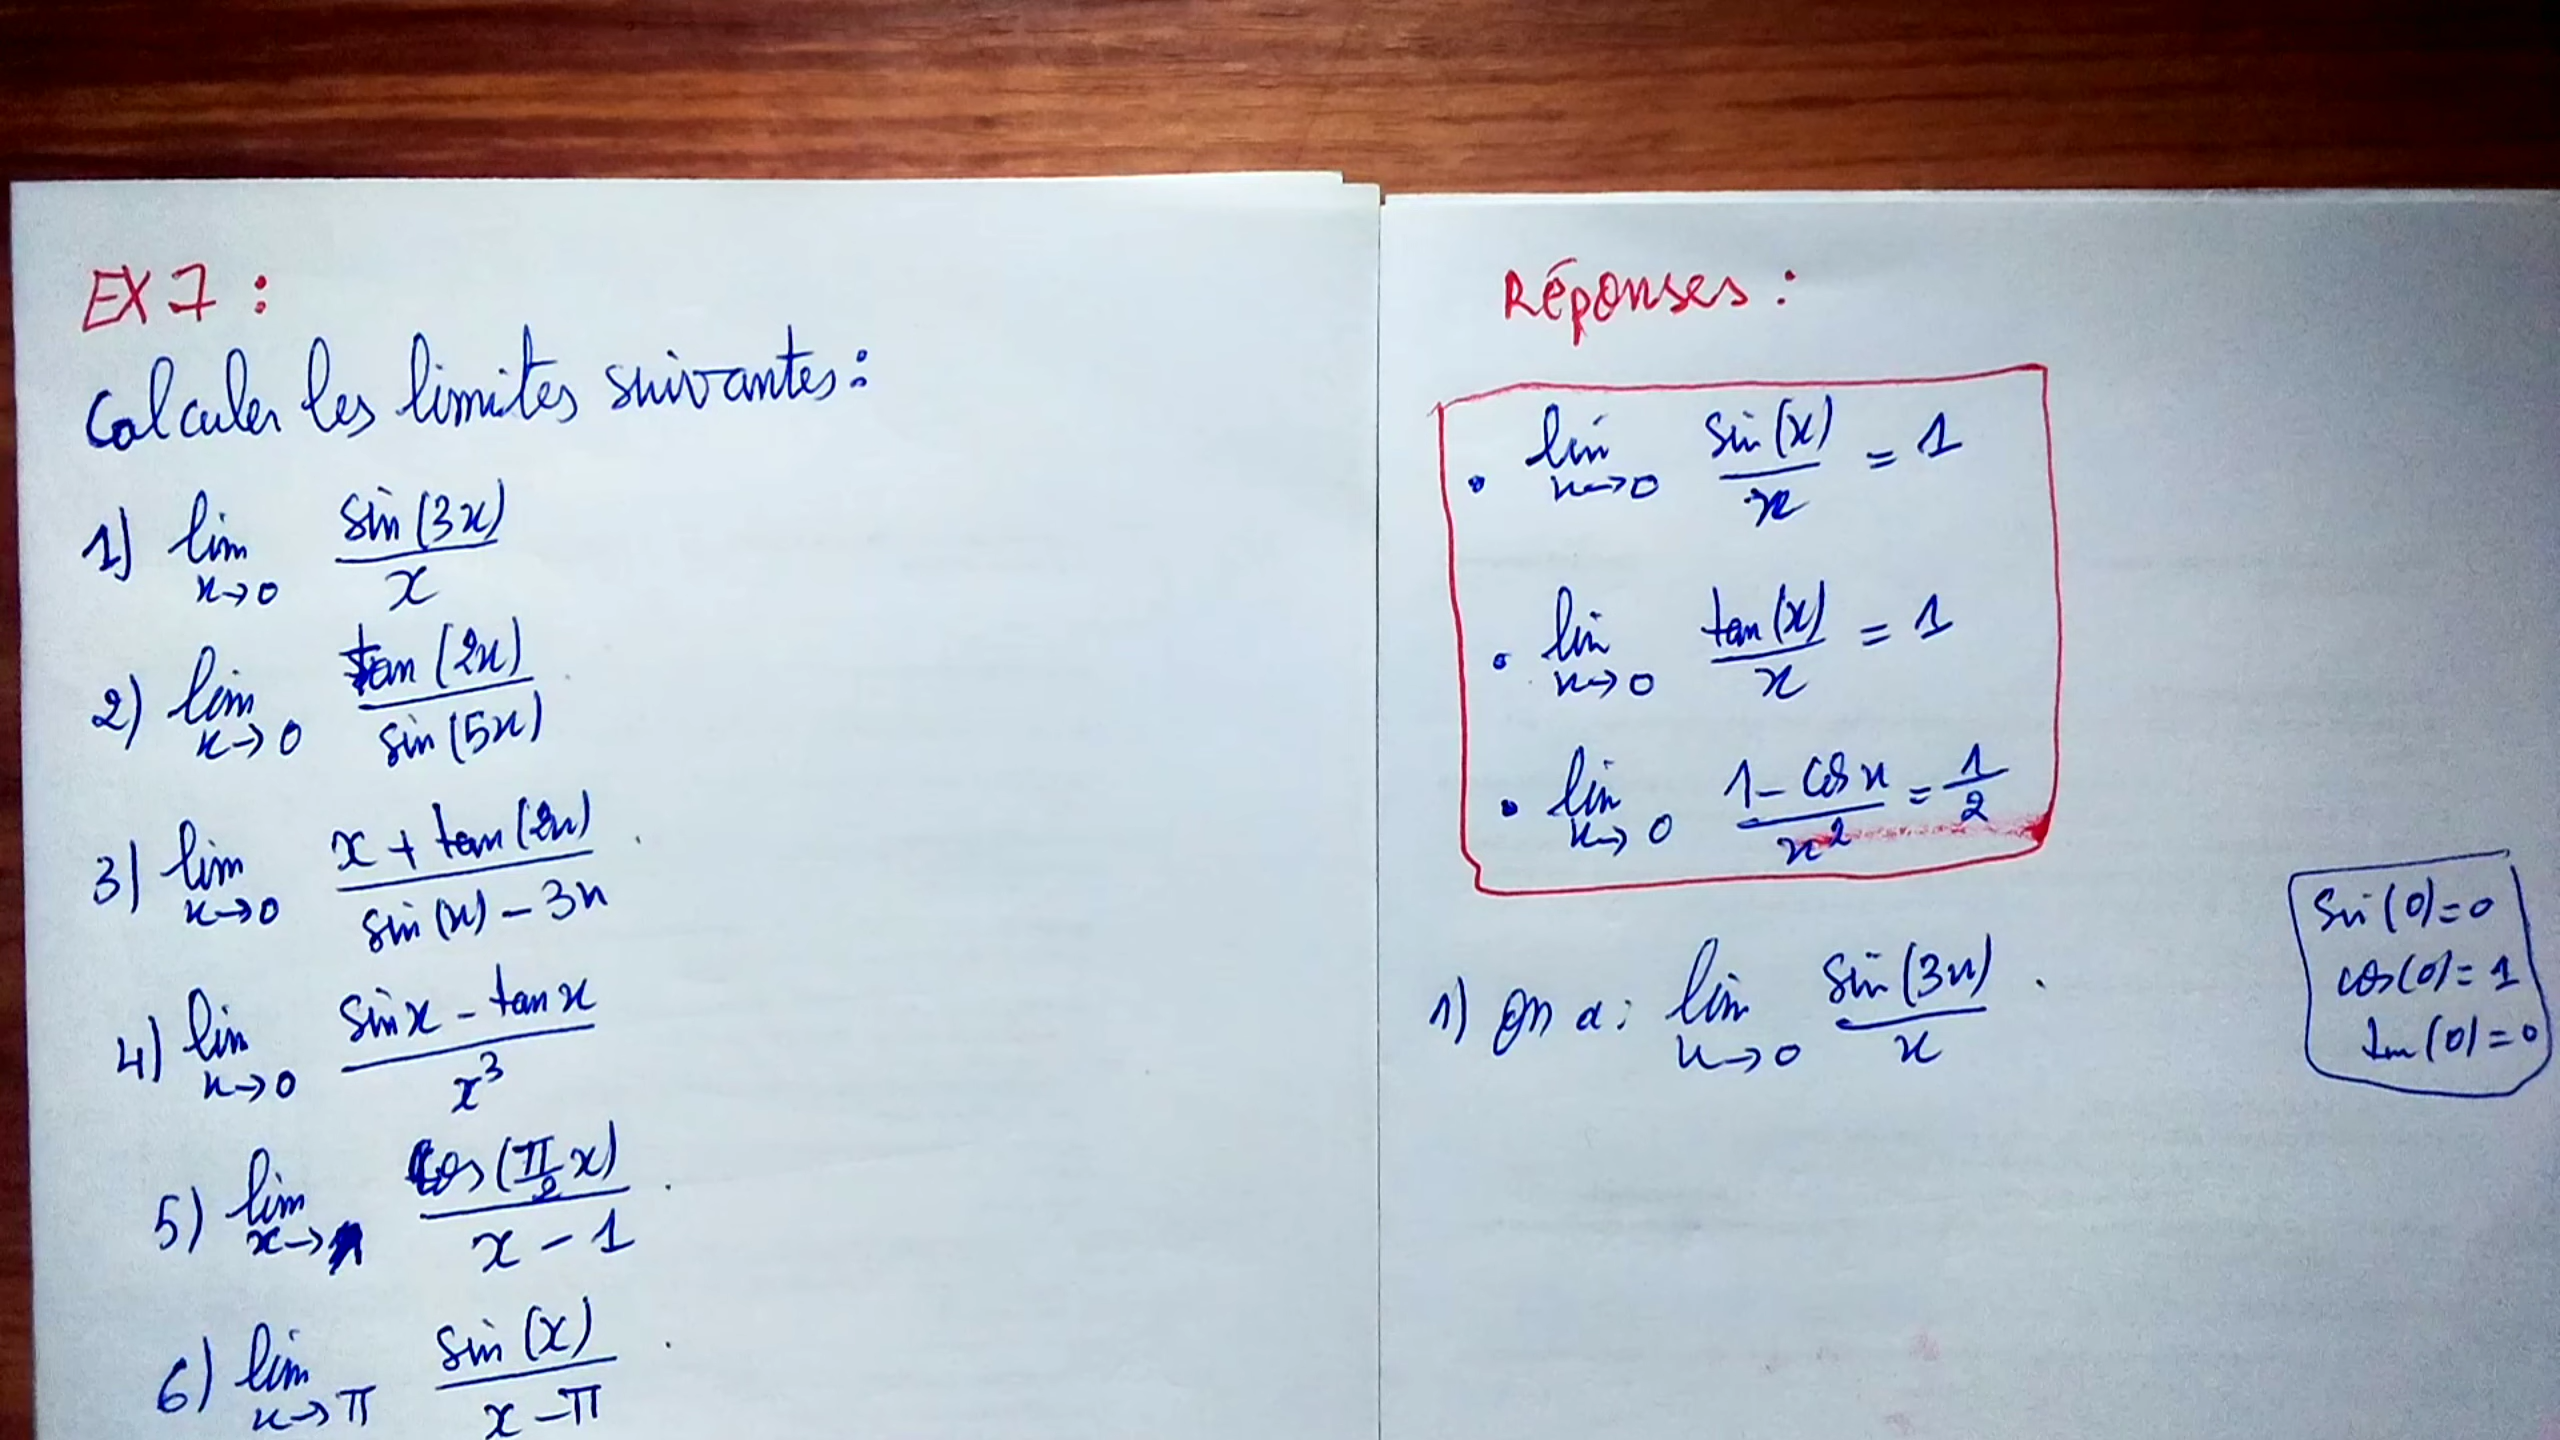 EX 7 :
Calculer les limites suivantes :
1) lim x→0 sin(3x)/x
2) lim x→0 tan(2x)/sin(5x)
3) lim x→0 (x + tan(2x))/(sin(x) - 3x)
4) lim x→0 (sin x - tan x)/x³
5) lim x→1 cos(π/2 x)/(x - 1)
6) lim x→π sin(x)/(x - π)
Réponses :
• lim x→0 sin(x)/x = 1
• lim x→0 tan(x)/x = 1
• lim x→0 (1 - cos x)/x² = 1/2
1) On a : lim x→0 sin(3x)/x
sin(0) = 0
cos(0) = 1
tan(0) = 0